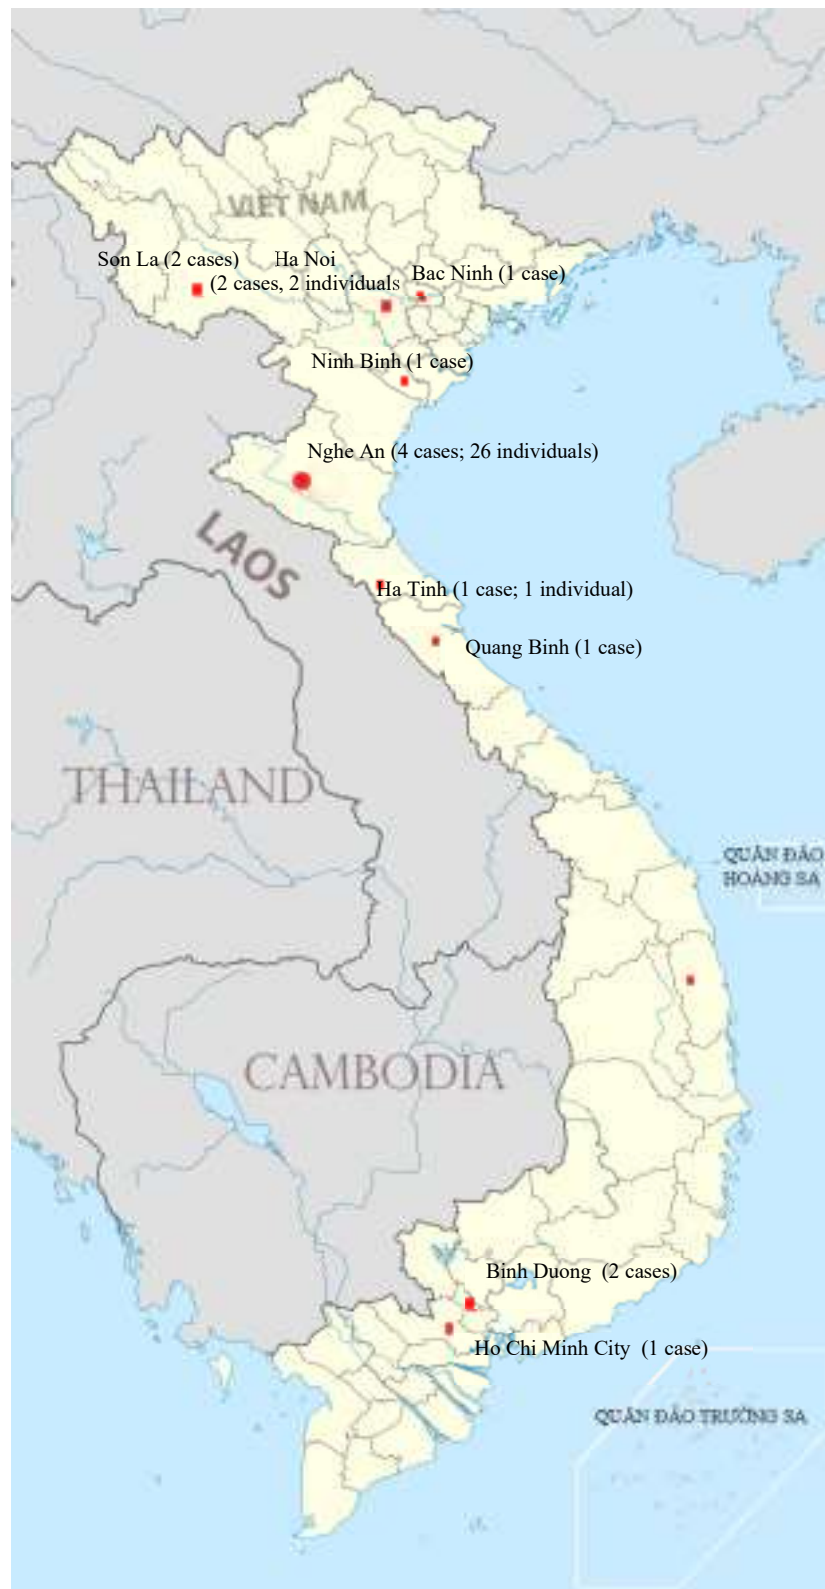 VIET NAM
Son La (2 cases)
Ha Noi
(2 cases, 2 individuals
Bac Ninh (1 case)
Ninh Binh (1 case)
Nghe An (4 cases; 26 individuals)
LAOS
Ha Tinh (1 case; 1 individual)
Quang Binh (1 case)
THAILAND
QUẦN ĐẢO
HOÀNG SA
CAMBODIA
Binh Duong (2 cases)
Ho Chi Minh City (1 case)
QUẦN ĐẢO TRƯỜNG SA